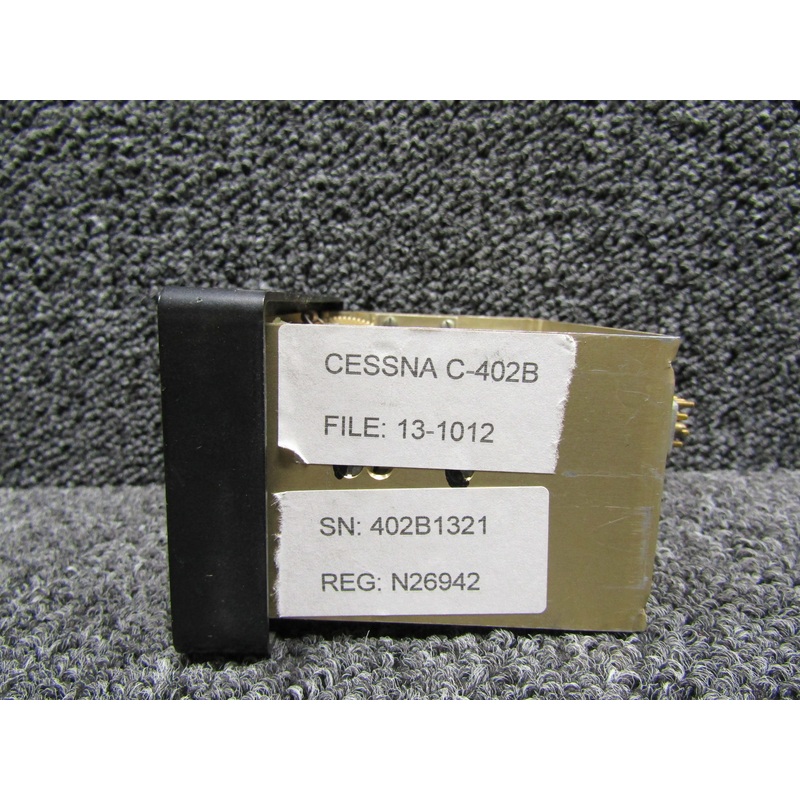 CESSNA C-402B
FILE: 13-1012
SN: 402B1321
REG: N26942